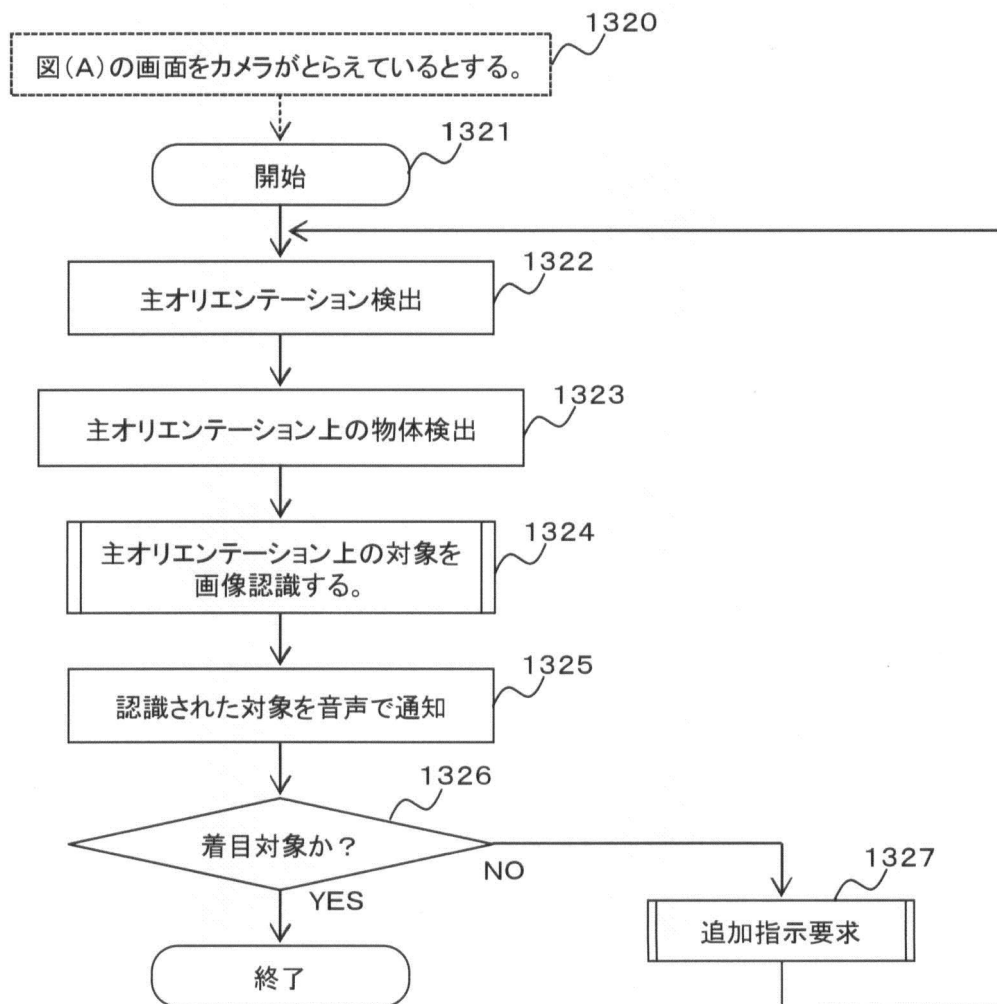 1320
図(A)の画面をカメラがとらえているとする。
1321
開始
1322
主オリエンテーション検出
1323
主オリエンテーション上の物体検出
1324
主オリエンテーション上の対象を
画像認識する。
1325
認識された対象を音声で通知
1326
着目対象か?
NO
YES
1327
追加指示要求
終了